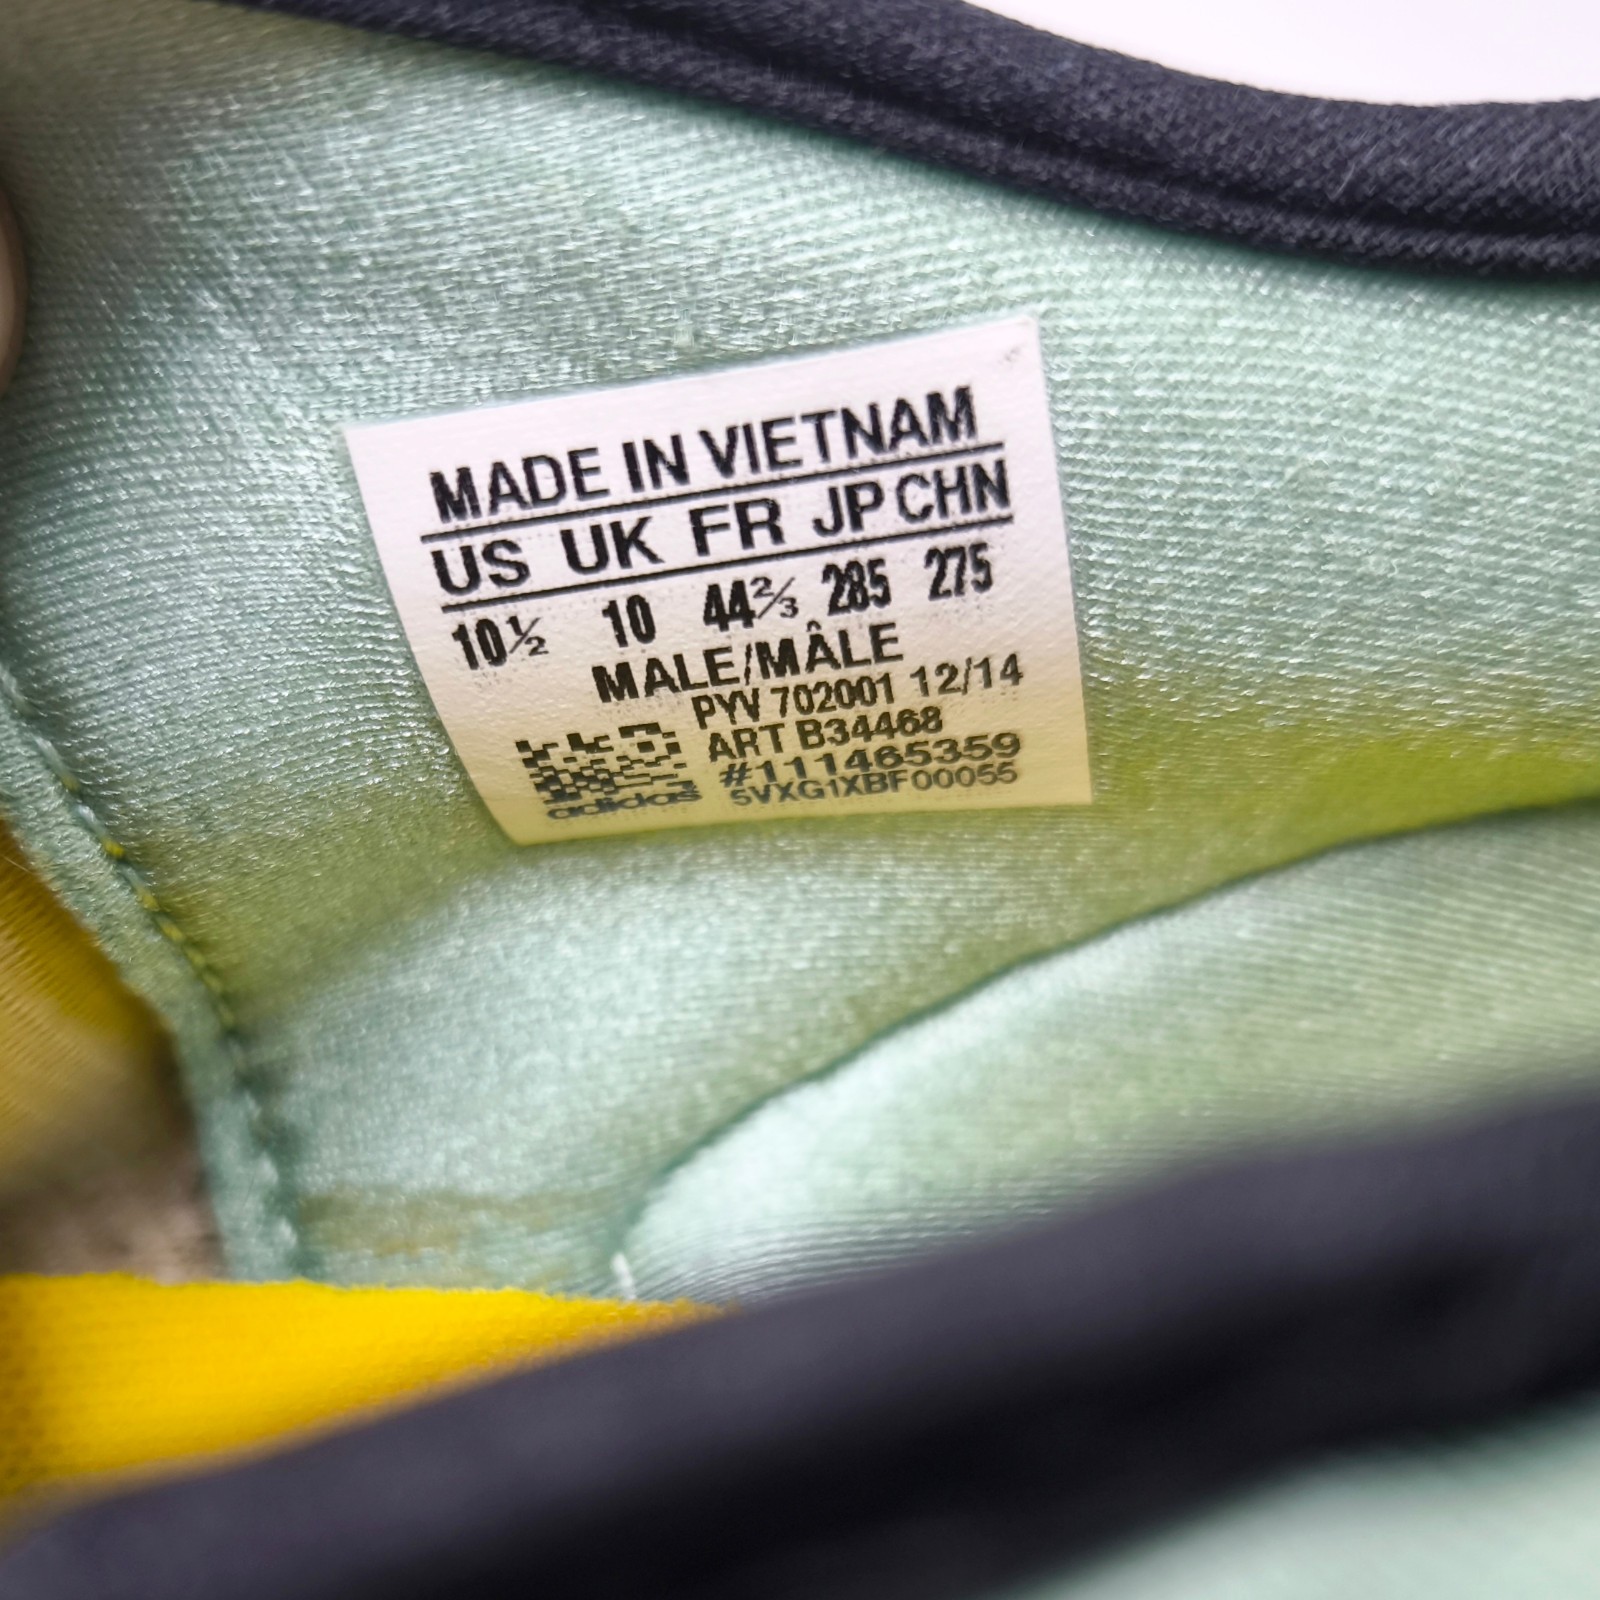 MADE IN VIETNAM
US UK FR JP CHN
10½ 10 44⅔ 285 275
MALE/MÂLE
PYV 702001 12/14
ART B34468
#111465359
adidas 5VXG1XBF00055